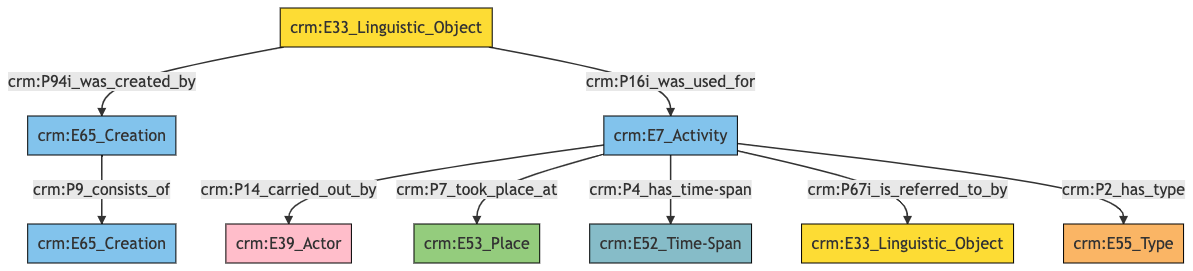 crm:E33_Linguistic_Object
crm:P94i_was_created_by
crm:P16i_was_used_for
crm:E65_Creation
crm:E7_Activity
crm:P9_consists_of
crm:P14_carried_out_by
crm:P7_took_place_at
crm:P4_has_time-span
crm:P67i_is_referred_to_by
crm:P2_has_type
crm:E65_Creation
crm:E39_Actor
crm:E53_Place
crm:E52_Time-Span
crm:E33_Linguistic_Object
crm:E55_Type